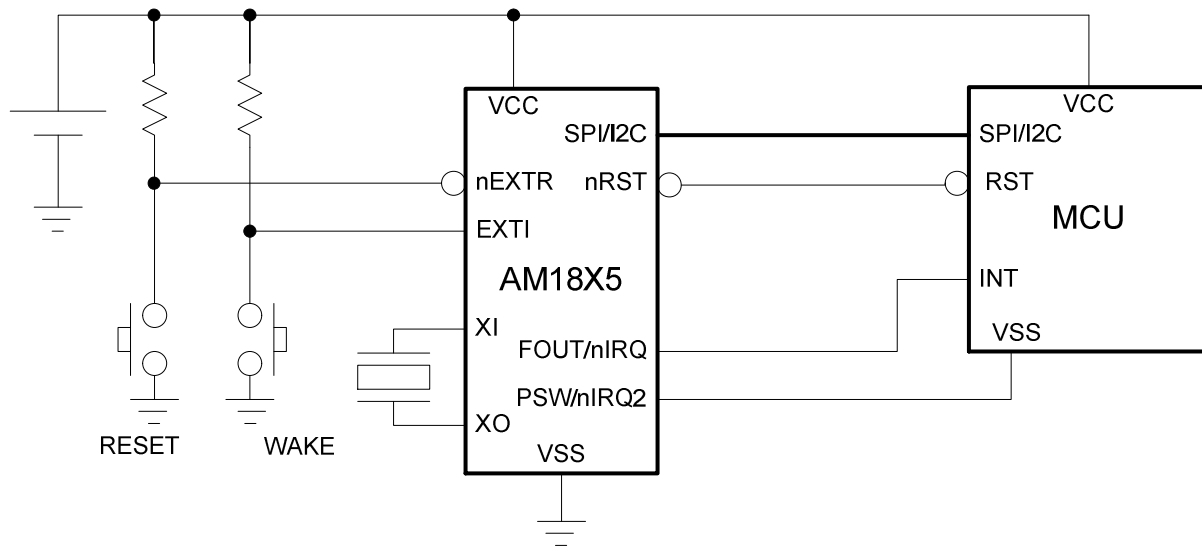 VCC
SPI/I2C
nEXTR
nRST
EXTI
AM18X5
XI
FOUT/nIRQ
PSW/nIRQ2
XO
VSS
VCC
SPI/I2C
RST
MCU
INT
VSS
RESET
WAKE